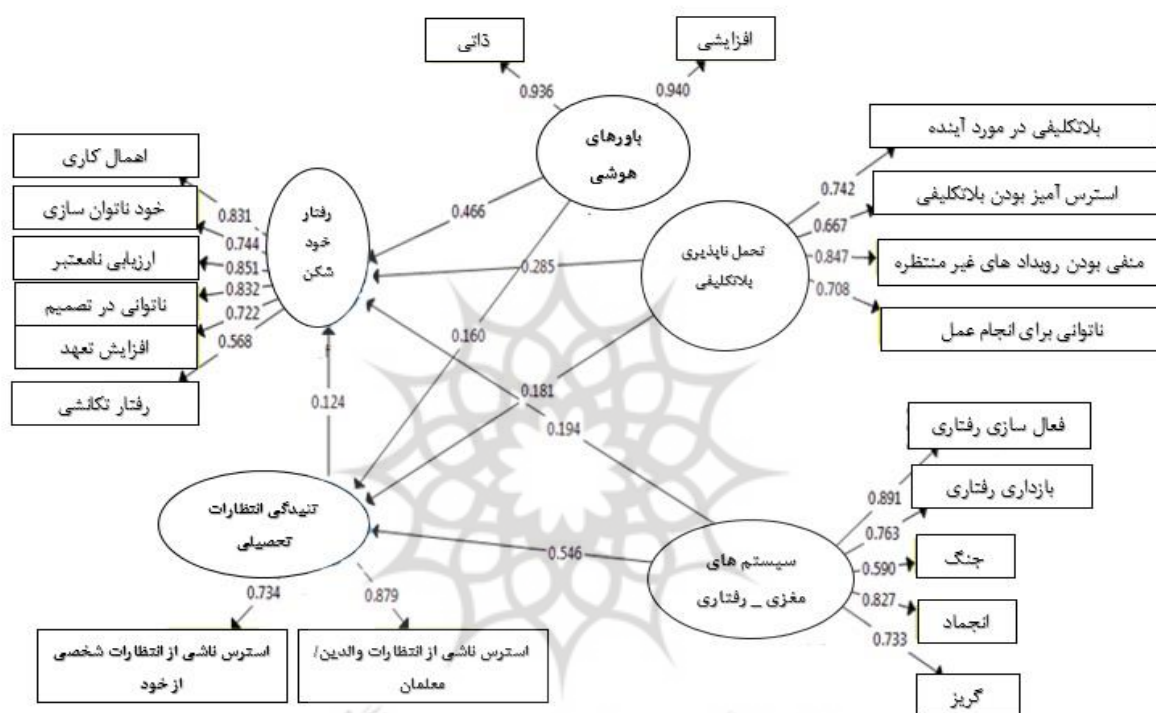 ذاتی
افزایشی
0.936
0.940
باورهای
هوشی
بلاتکلیفی در مورد آینده
استرس آمیز بودن بلاتکلیفی
منفی بودن رویداد های غیر منتظره
ناتوانی برای انجام عمل
0.742
0.667
0.847
0.708
تحمل ناپذیری
بلاتکلیفی
اهمال کاری
خود ناتوان سازی
ارزیابی نامعتبر
ناتوانی در تصمیم
افزایش تعهد
رفتار تکانشی
0.831
0.744
0.851
0.832
0.722
0.568
رفتار
خود
شکن
0.466
0.285
0.160
0.181
0.194
0.124
0.546
فعال سازی رفتاری
بازداری رفتاری
جنگ
انجماد
گریز
0.891
0.763
0.590
0.827
0.733
سیستم های
مغزی _ رفتاری
تنیدگی انتظارات
تحصیلی
0.734
0.879
استرس ناشی از انتظارات والدین/
معلمان
استرس ناشی از انتظارات شخصی
از خود